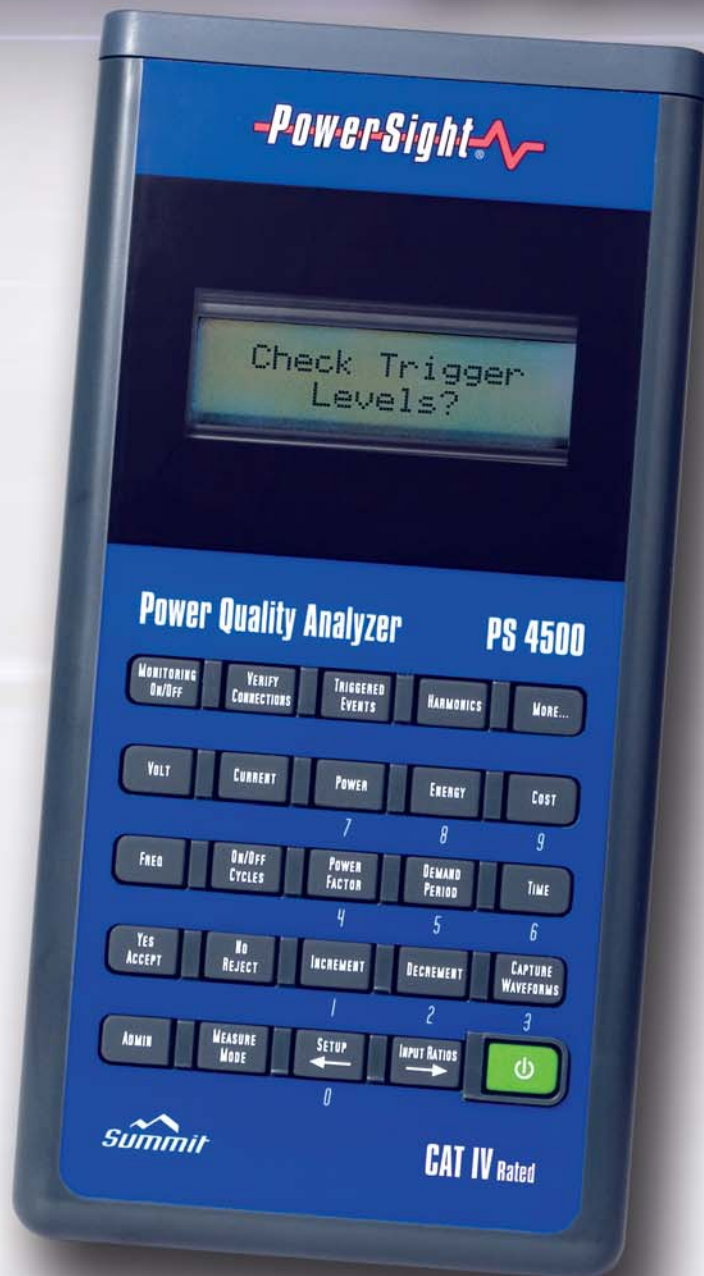 PowerSight®
Check Trigger
Levels?
Power Quality Analyzer PS 4500
MONITORING ON/OFF
VERIFY CONNECTIONS
TRIGGERED EVENTS
HARMONICS
MORE...
VOLT
CURRENT
POWER
ENERGY
COST
7 8 9
FREQ
ON/OFF CYCLES
POWER FACTOR
DEMAND PERIOD
TIME
4 5 6
YES ACCEPT
NO REJECT
INCREMENT
DECREMENT
CAPTURE WAVEFORMS
1 2 3
ADMIN
MEASURE MODE
SETUP ←
INPUT RATIOS →
0
Summit
CAT IV Rated